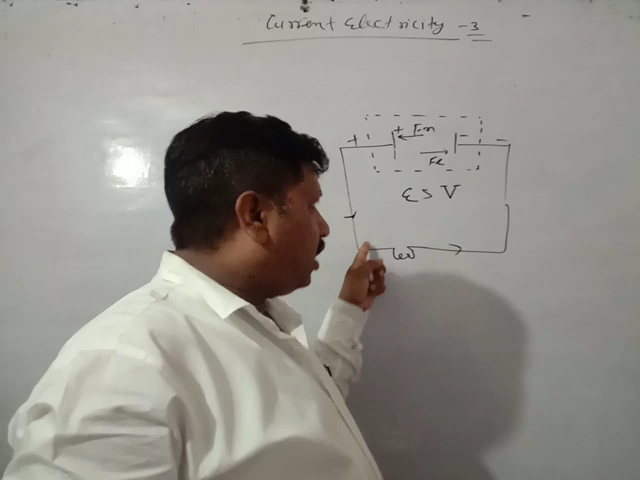 Current Electricity -3
+ + Fm - -
Fe
ε > V